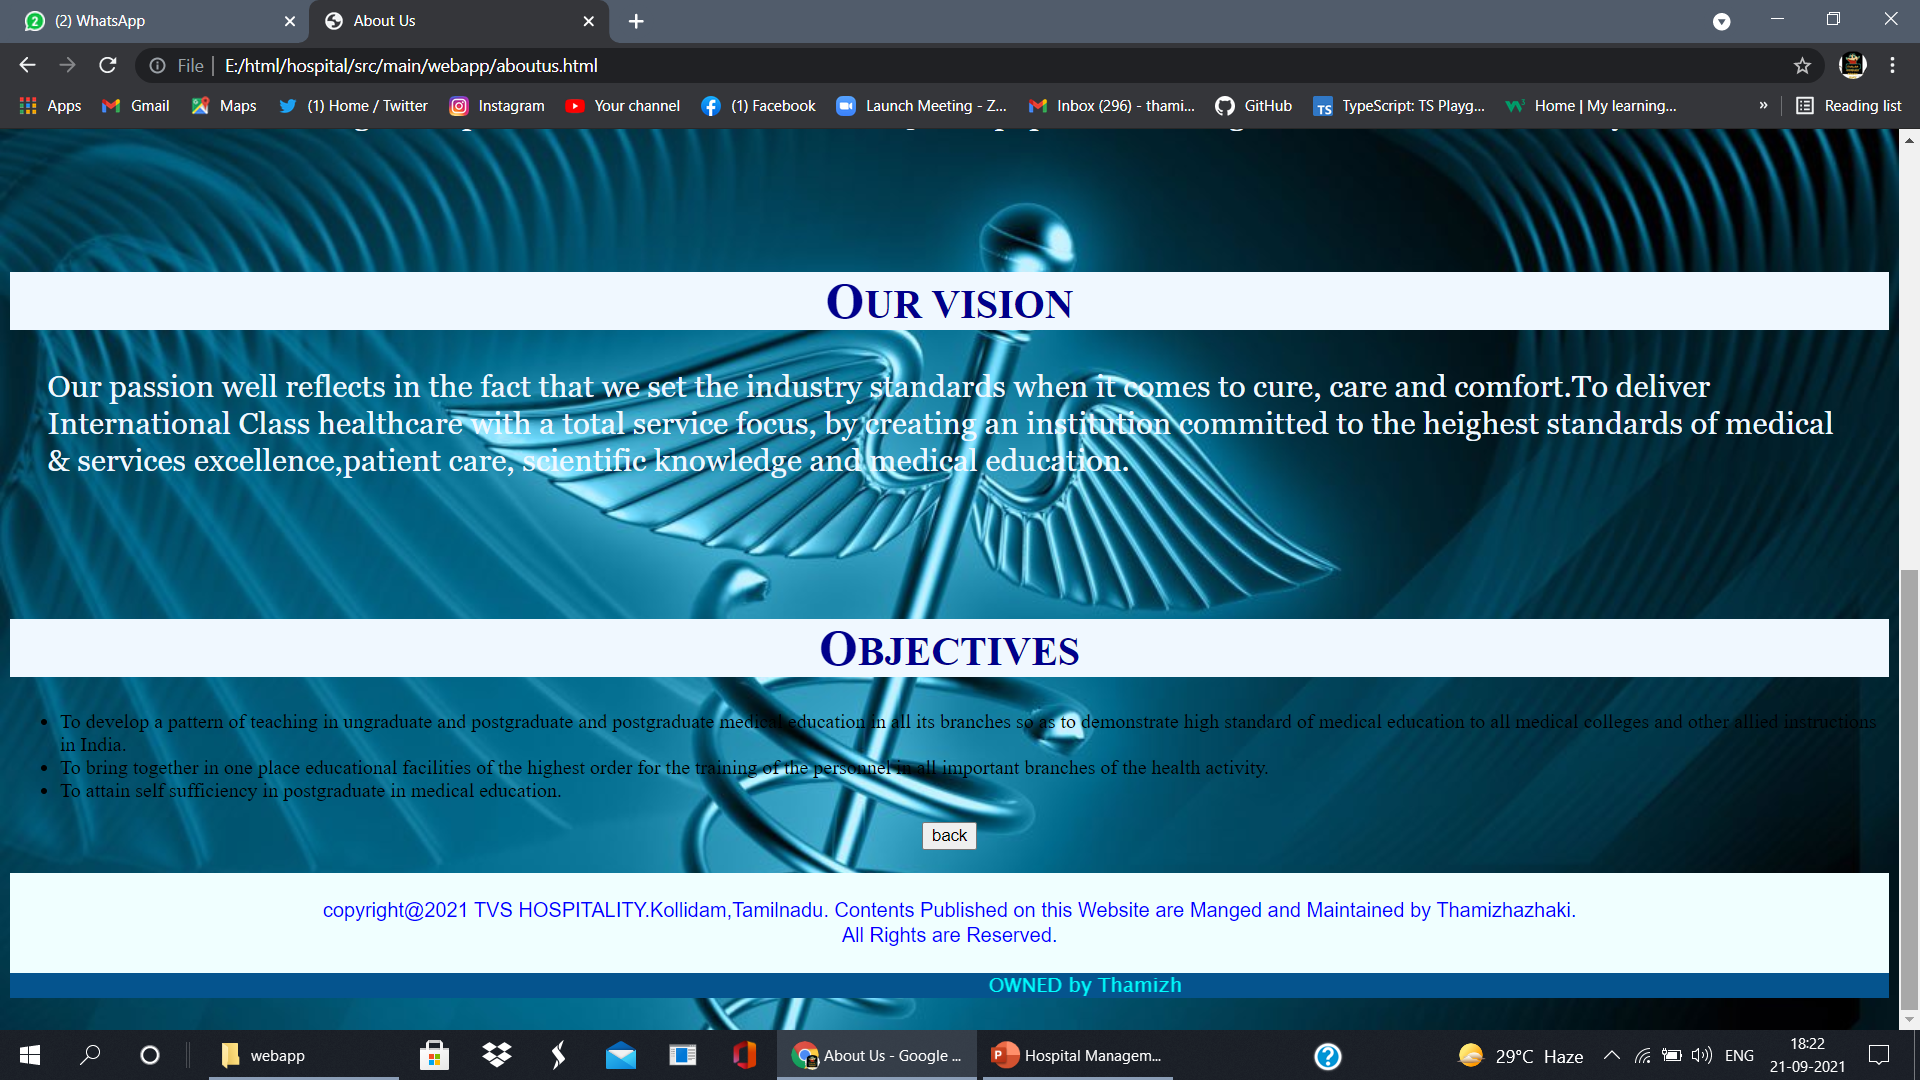 (2) WhatsApp
About Us
File
E:/html/hospital/src/main/webapp/aboutus.html
Apps
Gmail
Maps
(1) Home / Twitter
Instagram
Your channel
(1) Facebook
Launch Meeting - Z...
Inbox (296) - thami...
GitHub
TS
TypeScript: TS Playg...
Home | My learning...
»
Reading list
OUR VISION
Our passion well reflects in the fact that we set the industry standards when it comes to cure, care and comfort.To deliver
International Class healthcare with a total service focus, by creating an institution committed to the heighest standards of medical
& services excellence,patient care, scientific knowledge and medical education.
OBJECTIVES
• To develop a pattern of teaching in ungraduate and postgraduate and postgraduate medical education in all its branches so as to demonstrate high standard of medical education to all medical colleges and other allied instructions
in India.
• To bring together in one place educational facilities of the highest order for the training of the personnel in all important branches of the health activity.
• To attain self sufficiency in postgraduate in medical education.
back
copyright@2021 TVS HOSPITALITY.Kollidam,Tamilnadu. Contents Published on this Website are Manged and Maintained by Thamizhazhaki.
All Rights are Reserved.
OWNED by Thamizh
webapp
About Us - Google ...
Hospital Managem...
29°C Haze
ENG
18:22
21-09-2021